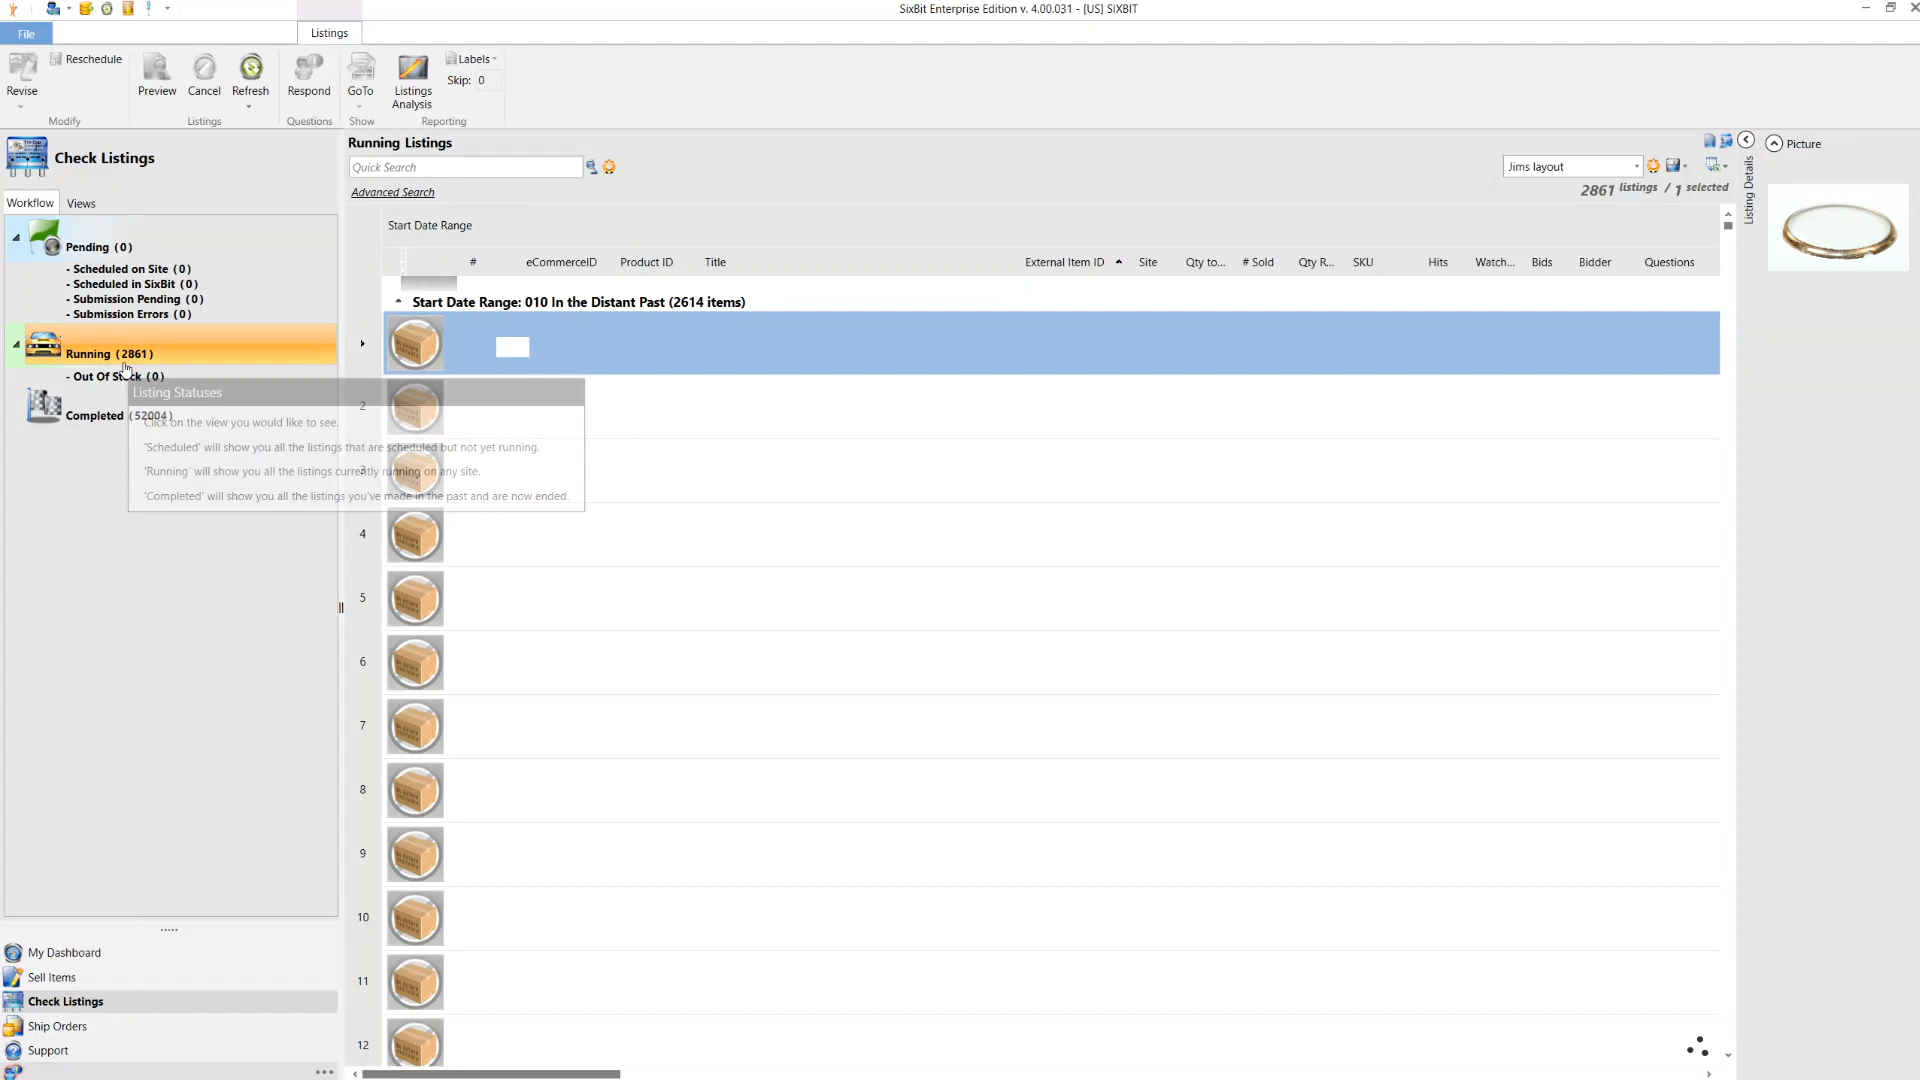 SixBit Enterprise Edition v. 4.00.031 - [US] SIXBIT
File
Listings
Revise
Reschedule
Modify
Preview
Cancel
Refresh
Listings
Respond
Questions
GoTo
Show
Listings
Analysis
Labels
Skip: 0
Reporting
Check Listings
Workflow
Views
Pending (0)
- Scheduled on Site (0)
- Scheduled in SixBit (0)
- Submission Pending (0)
- Submission Errors (0)
Running (2861)
- Out Of Stock (0)
Completed (52004)
Listing Statuses
Click on the view you would like to see.
'Scheduled' will show you all the listings that are scheduled but not yet running.
'Running' will show you all the listings currently running on any site.
'Completed' will show you all the listings you've made in the past and are now ended.
My Dashboard
Sell Items
Check Listings
Ship Orders
Support
Running Listings
Quick Search
Advanced Search
Jims layout
2861 listings / 1 selected
Start Date Range
# eCommerceID Product ID Title External Item ID Site Qty to... # Sold Qty R... SKU Hits Watch... Bids Bidder Questions
Start Date Range: 010 In the Distant Past (2614 items)
2
3
4
5
6
7
8
9
10
11
12
Listing Details
Picture